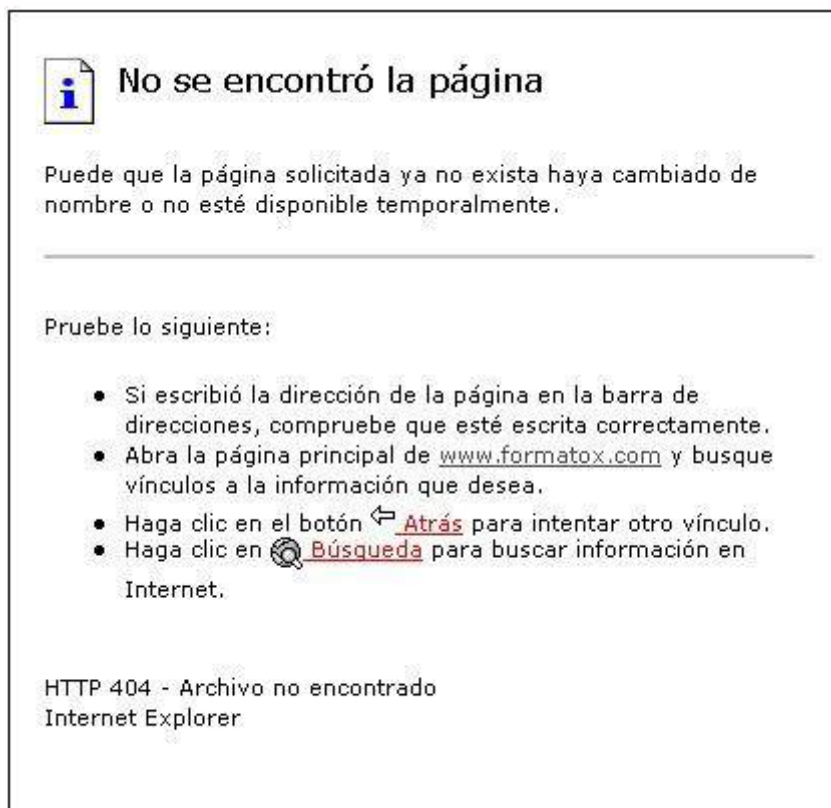 No se encontró la página
Puede que la página solicitada ya no exista haya cambiado de
nombre o no esté disponible temporalmente.
Pruebe lo siguiente:
Si escribió la dirección de la página en la barra de
direcciones, compruebe que esté escrita correctamente.
Abra la página principal de www.formatox.com y busque
vínculos a la información que desea.
Haga clic en el botón Atrás para intentar otro vínculo.
Haga clic en Búsqueda para buscar información en
Internet.
HTTP 404 - Archivo no encontrado
Internet Explorer